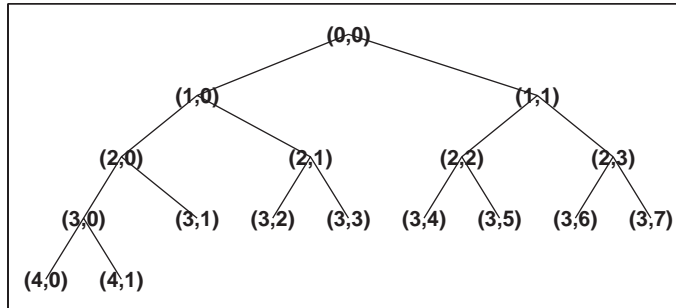 (0,0)
(1,0) (1,1)
(2,0) (2,1) (2,2) (2,3)
(3,0) (3,1) (3,2) (3,3) (3,4) (3,5) (3,6) (3,7)
(4,0) (4,1)